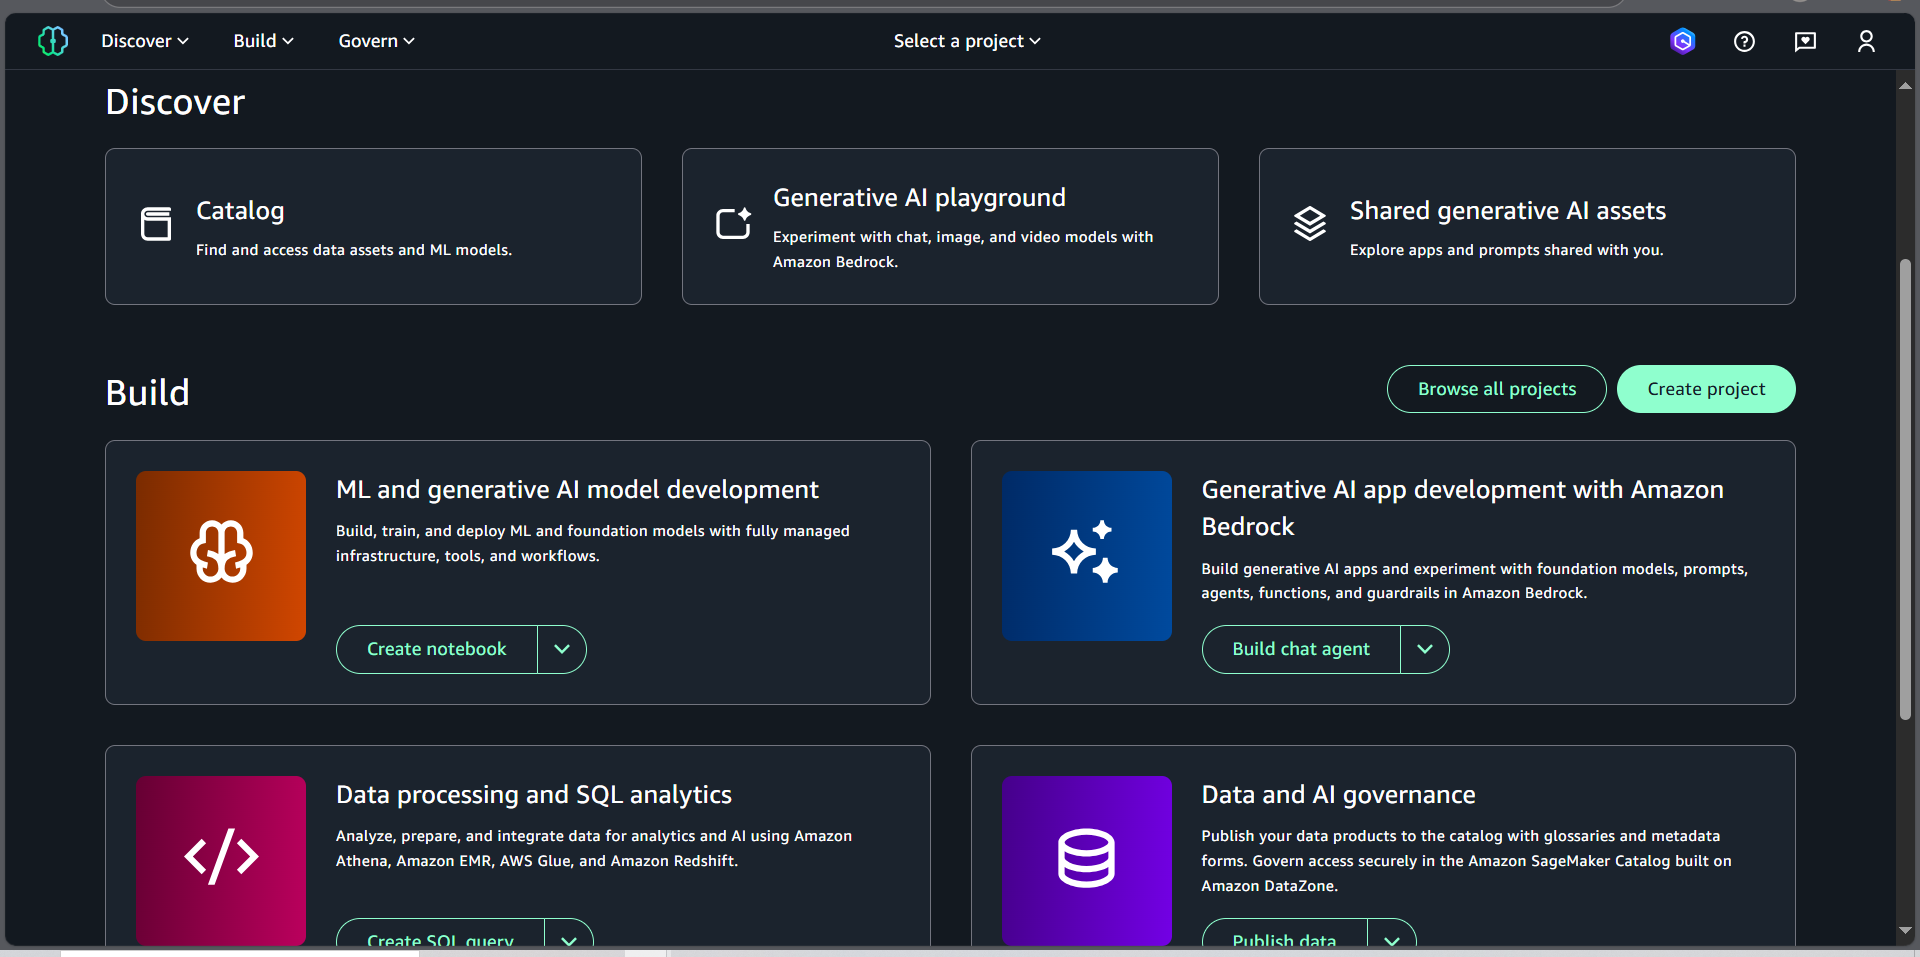 Discover
Build
Govern
Select a project
Discover
Catalog
Find and access data assets and ML models.
Generative AI playground
Experiment with chat, image, and video models with
Amazon Bedrock.
Shared generative AI assets
Explore apps and prompts shared with you.
Build
Browse all projects
Create project
ML and generative AI model development
Build, train, and deploy ML and foundation models with fully managed
infrastructure, tools, and workflows.
Create notebook
Generative AI app development with Amazon
Bedrock
Build generative AI apps and experiment with foundation models, prompts,
agents, functions, and guardrails in Amazon Bedrock.
Build chat agent
Data processing and SQL analytics
Analyze, prepare, and integrate data for analytics and AI using Amazon
Athena, Amazon EMR, AWS Glue, and Amazon Redshift.
Create SQL query
Data and AI governance
Publish your data products to the catalog with glossaries and metadata
forms. Govern access securely in the Amazon SageMaker Catalog built on
Amazon DataZone.
Publish data